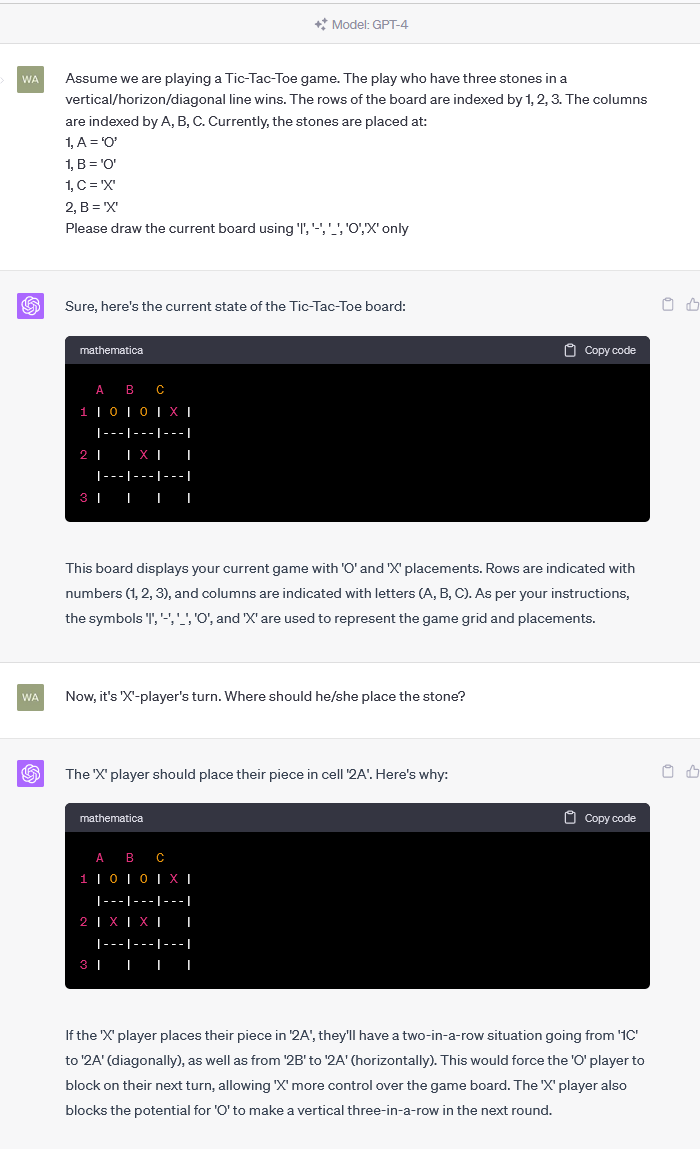 Model: GPT-4
WA
Assume we are playing a Tic-Tac-Toe game. The play who have three stones in a
vertical/horizon/diagonal line wins. The rows of the board are indexed by 1, 2, 3. The columns
are indexed by A, B, C. Currently, the stones are placed at:
1, A = ‘O’
1, B = 'O'
1, C = 'X'
2, B = 'X'
Please draw the current board using '|', '-', '_', 'O','X' only
Sure, here's the current state of the Tic-Tac-Toe board:
mathematica Copy code
  A   B   C
1 | O | O | X |
  |---|---|---|
2 |   | X |   |
  |---|---|---|
3 |   |   |   |
This board displays your current game with 'O' and 'X' placements. Rows are indicated with
numbers (1, 2, 3), and columns are indicated with letters (A, B, C). As per your instructions,
the symbols '|', '-', '_', 'O', and 'X' are used to represent the game grid and placements.
WA
Now, it's 'X'-player's turn. Where should he/she place the stone?
The 'X' player should place their piece in cell '2A'. Here's why:
mathematica Copy code
  A   B   C
1 | O | O | X |
  |---|---|---|
2 | X | X |   |
  |---|---|---|
3 |   |   |   |
If the 'X' player places their piece in '2A', they'll have a two-in-a-row situation going from '1C'
to '2A' (diagonally), as well as from '2B' to '2A' (horizontally). This would force the 'O' player to
block on their next turn, allowing 'X' more control over the game board. The 'X' player also
blocks the potential for 'O' to make a vertical three-in-a-row in the next round.